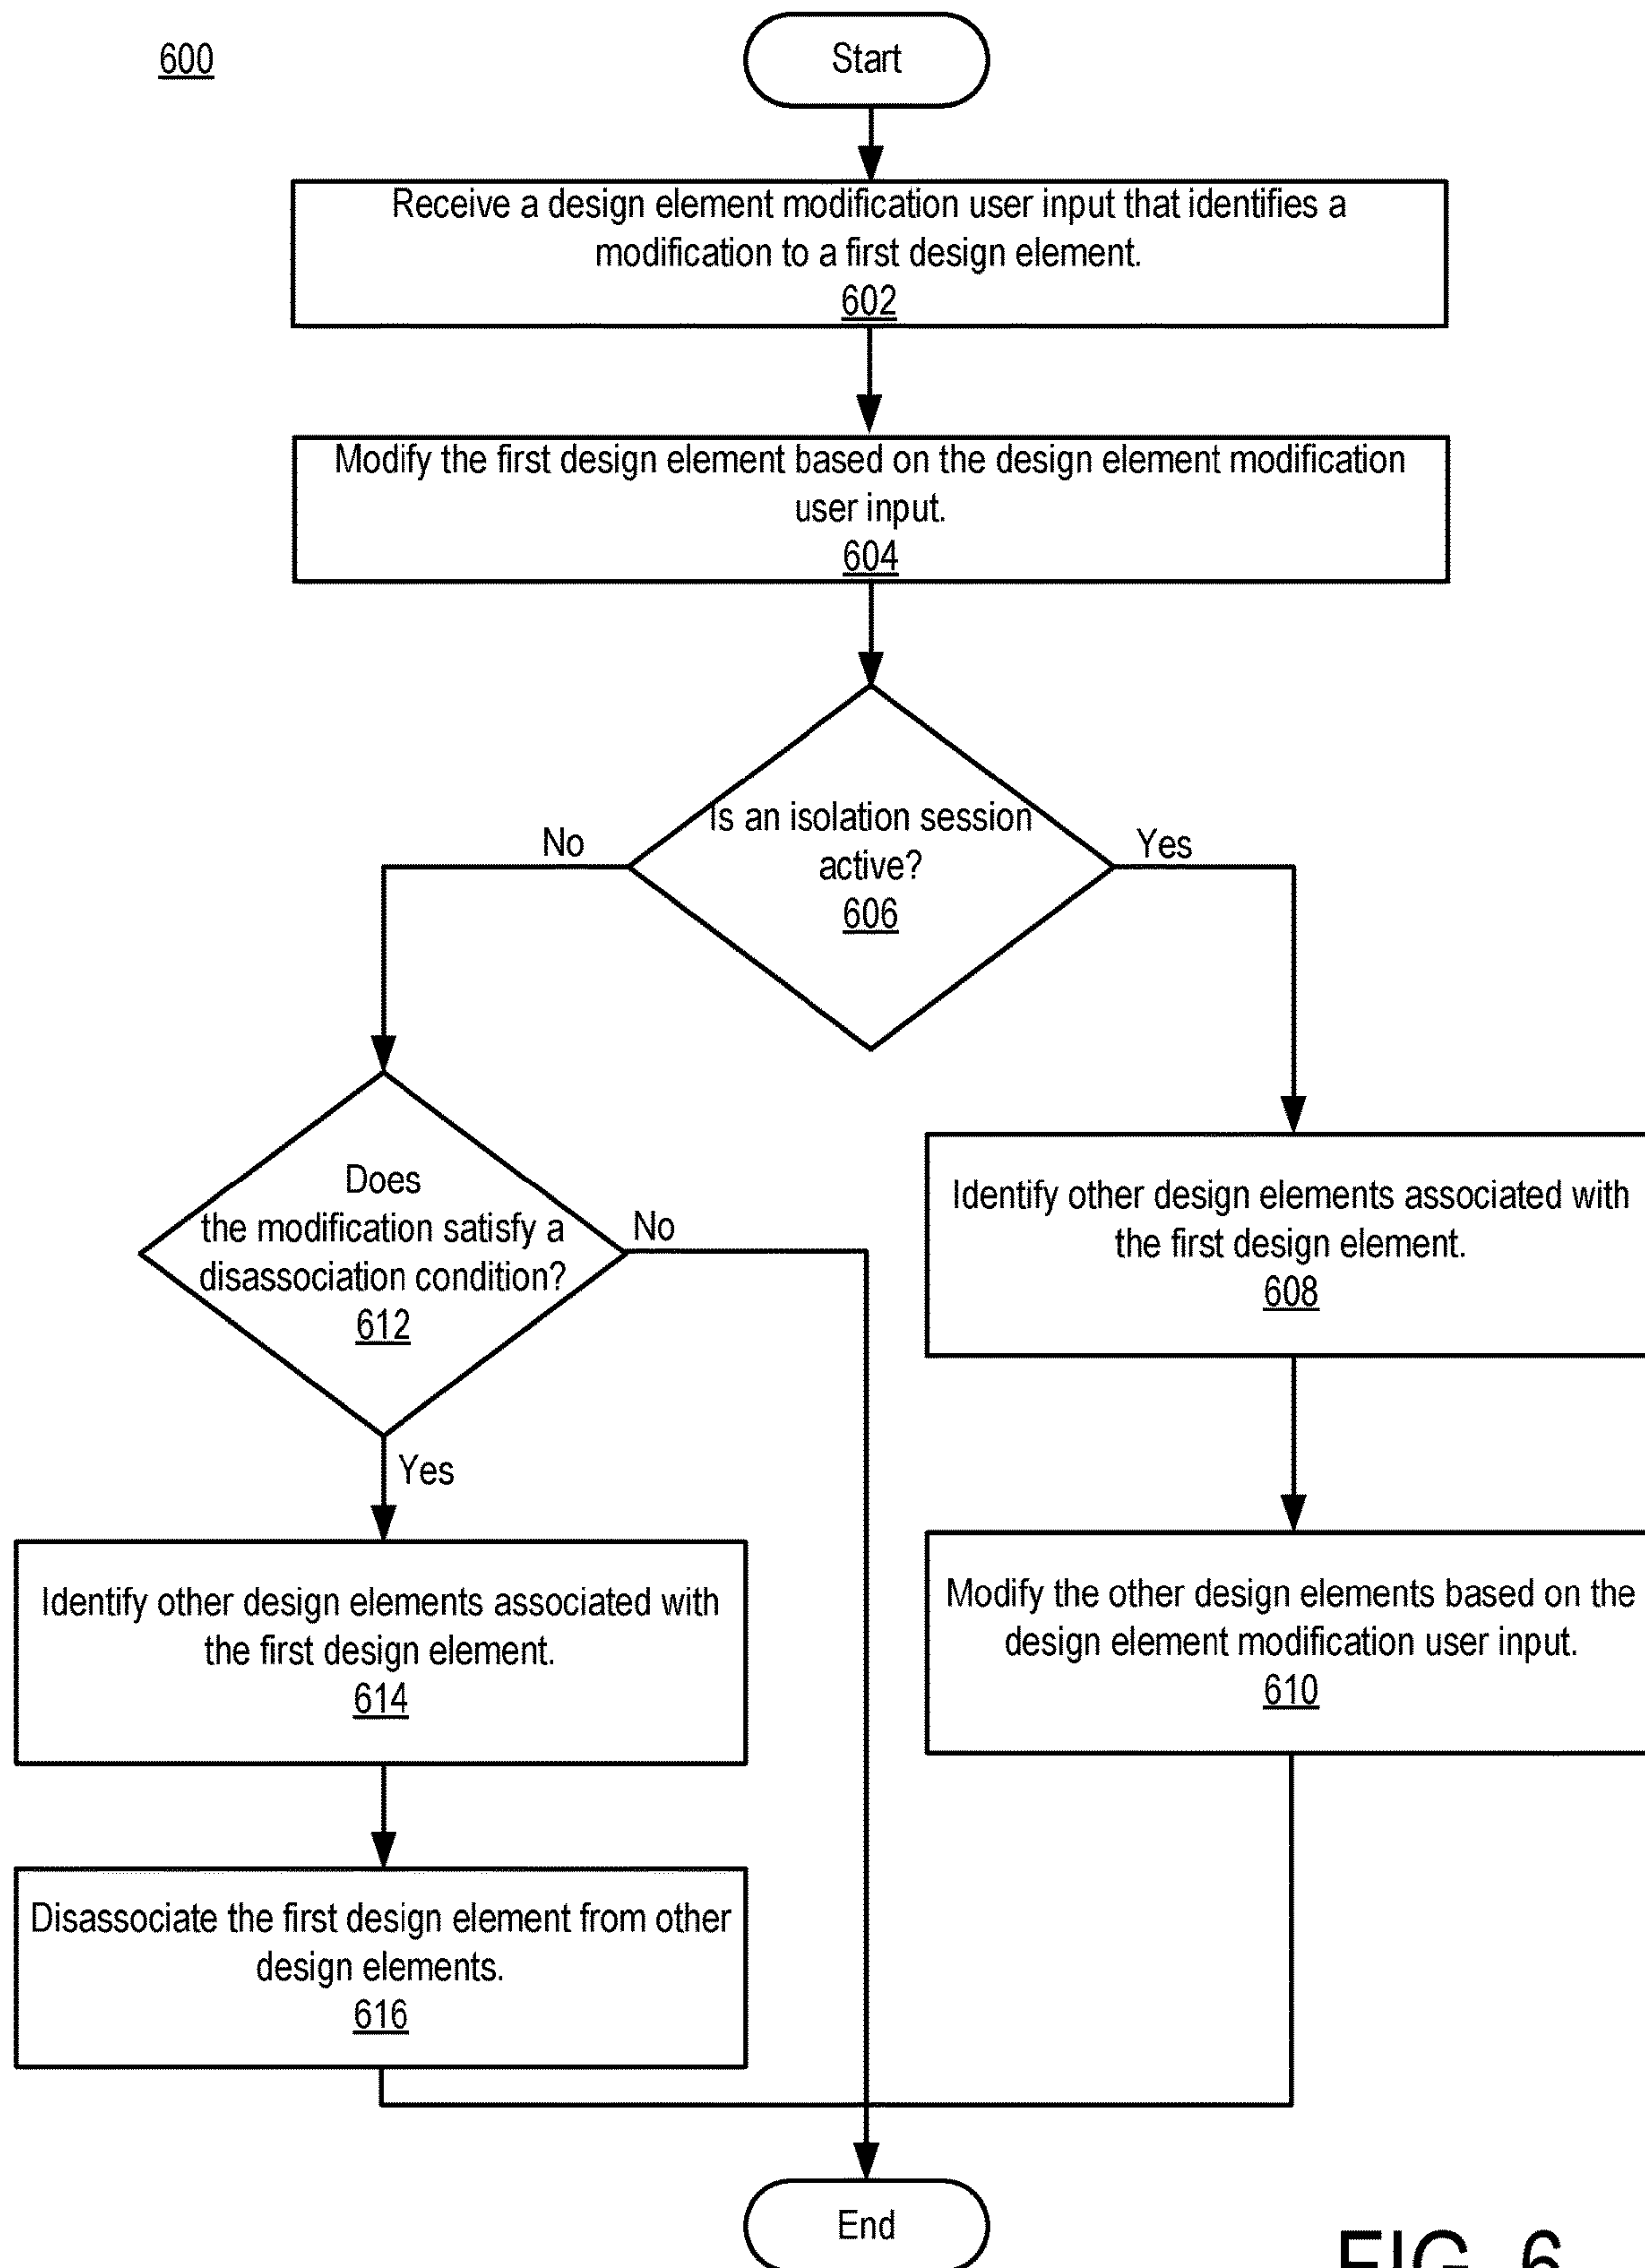 600
Start
Receive a design element modification user input that identifies a
modification to a first design element.
602
Modify the first design element based on the design element modification
user input.
604
Is an isolation session
active?
606
No
Yes
Does
the modification satisfy a
disassociation condition?
612
No
Yes
Identify other design elements associated with
the first design element.
608
Modify the other design elements based on the
design element modification user input.
610
Identify other design elements associated with
the first design element.
614
Disassociate the first design element from other
design elements.
616
End
FIG. 6